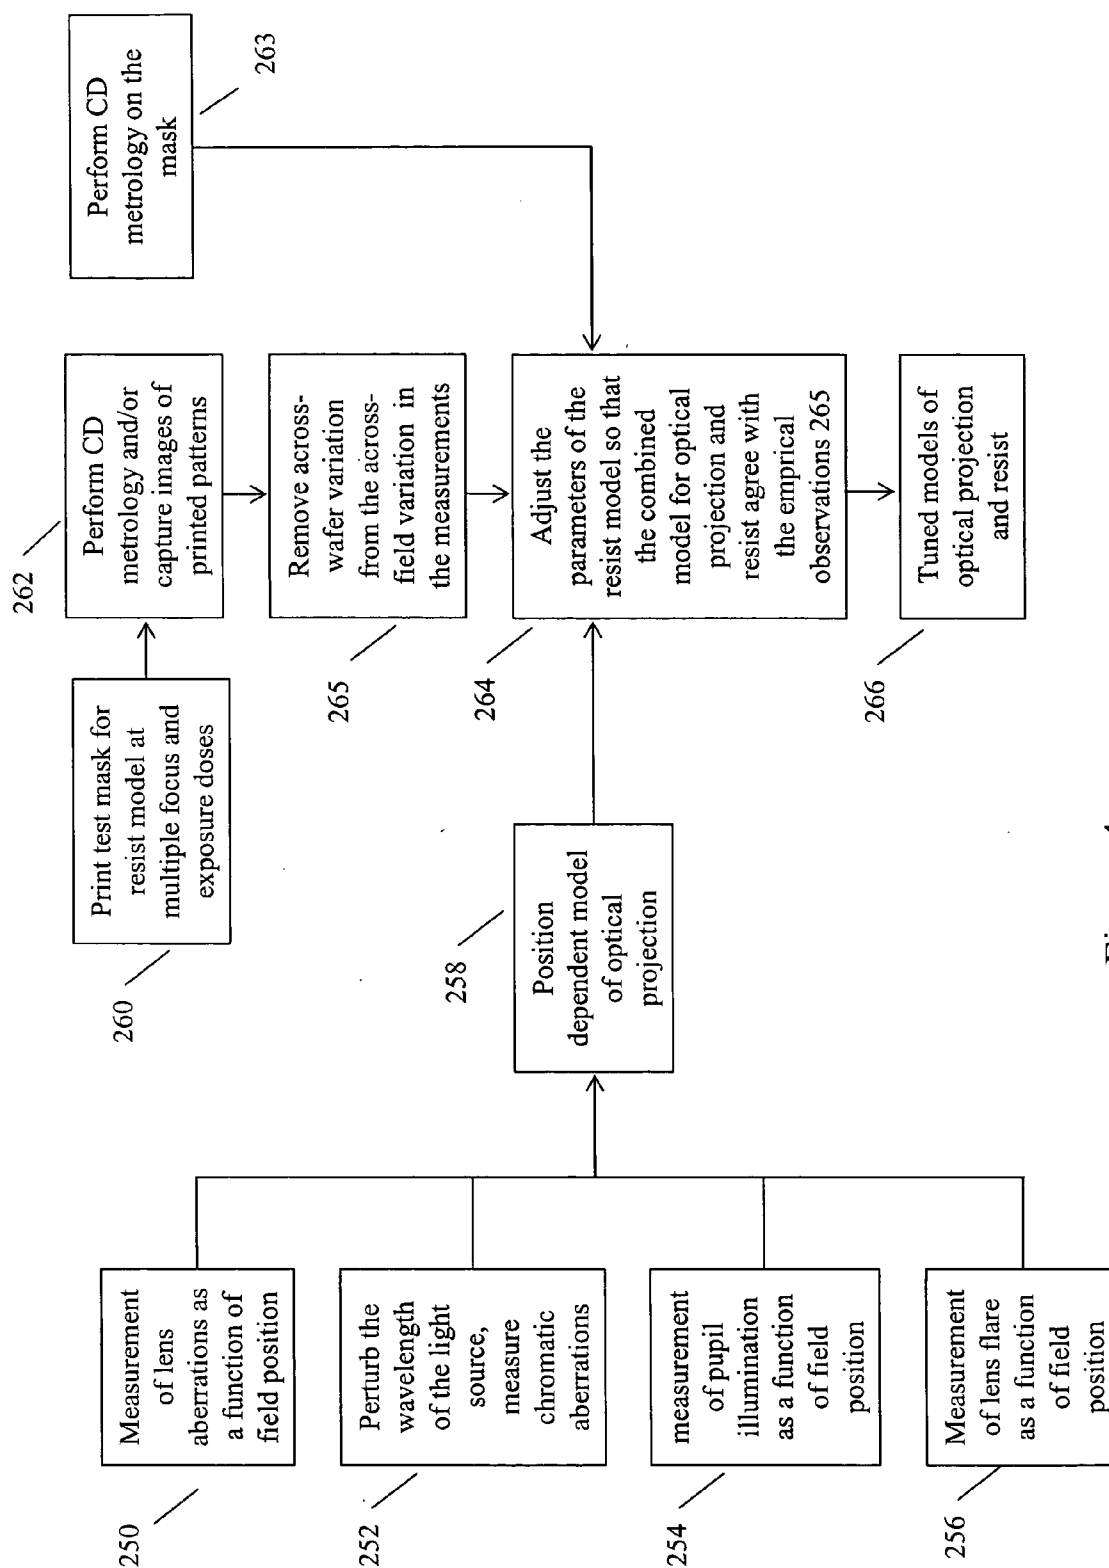 Measurement
of lens
aberrations as
a function of
field position
250
Perturb the
wavelength
of the light
source,
measure
chromatic
aberrations
252
measurement
of pupil
illumination
as a function
of field
position
254
Measurement
of lens flare
as a function
of field
position
256
Position
dependent model
of optical
projection
258
Print test mask for
resist model at
multiple focus and
exposure doses
260
Perform CD
metrology and/or
capture images of
printed patterns
262
Remove across-
wafer variation
from the across-
field variation in
the measurements
265
Adjust the
parameters of the
resist model so that
the combined
model for optical
projection and
resist agree with
the emprical
observations 265
264
Tuned models of
optical projection
and resist
266
Perform CD
metrology on the
mask
263